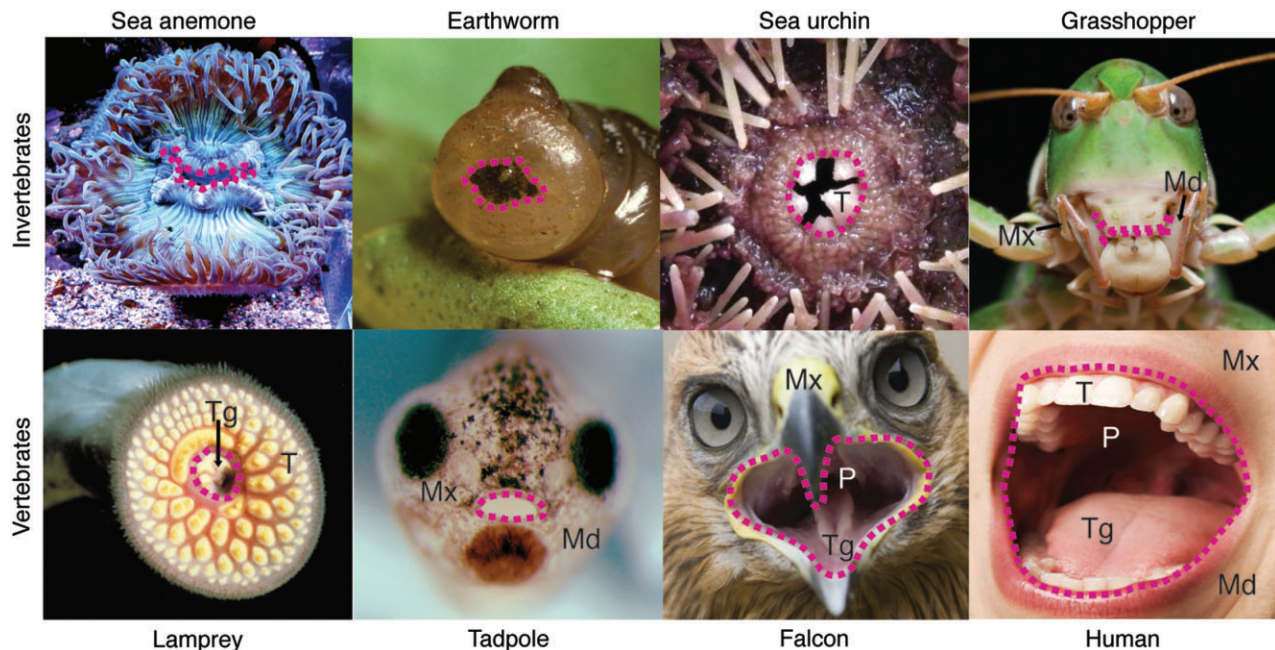 Sea anemone
Earthworm
Sea urchin
Grasshopper
Invertebrates
T
Md
Mx
Vertebrates
Tg
T
Mx
Md
Mx
P
Tg
Mx
T
P
Tg
Md
Lamprey
Tadpole
Falcon
Human